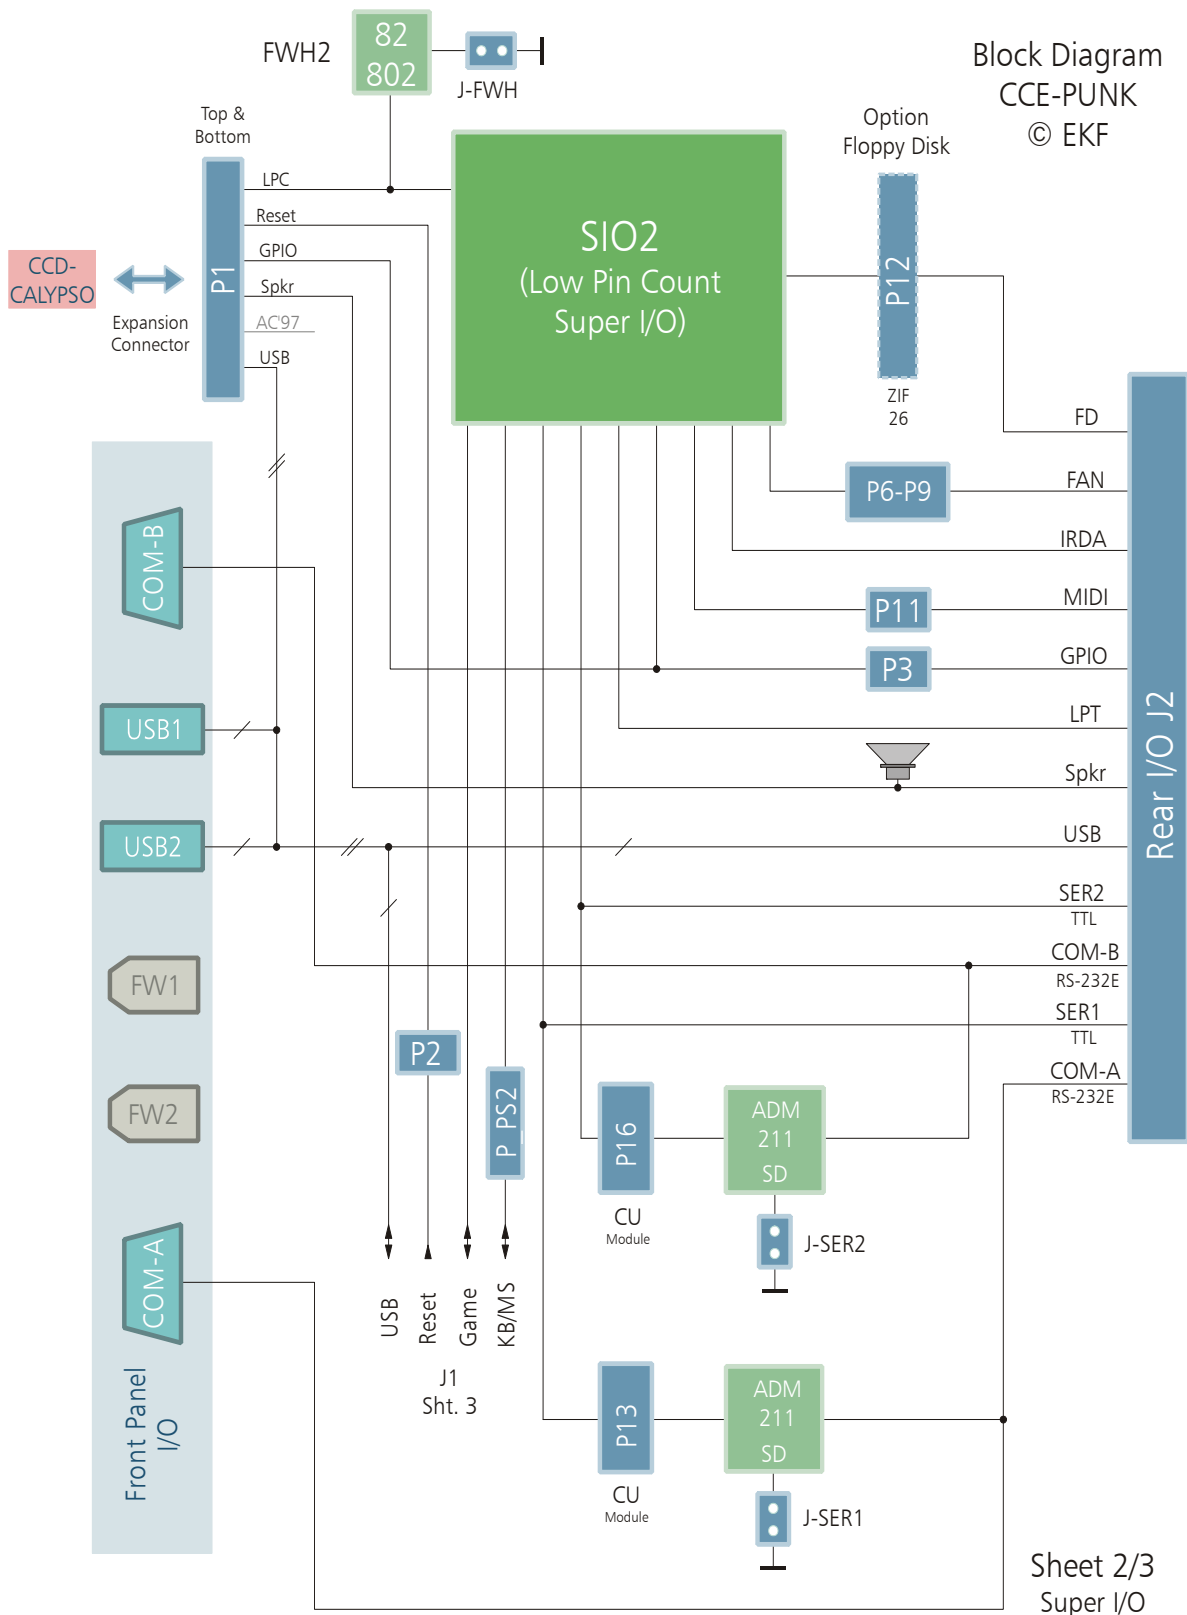 FWH2
82
802
J-FWH
Block Diagram
CCE-PUNK
© EKF
Top &
Bottom
Option
Floppy Disk
LPC
Reset
GPIO
Spkr
AC'97
USB
P1
CCD-
CALYPSO
Expansion
Connector
SIO2
(Low Pin Count
Super I/O)
P12
ZIF
26
FD
P6-P9
FAN
IRDA
P11
MIDI
P3
GPIO
LPT
Spkr
USB
SER2
TTL
COM-B
RS-232E
SER1
TTL
COM-A
RS-232E
Rear I/O J2
COM-B
USB1
USB2
FW1
FW2
COM-A
Front Panel
I/O
P2
P PS2
USB
Reset
Game
KB/MS
J1
Sht. 3
P16
CU
Module
ADM
211
SD
J-SER2
P13
CU
Module
ADM
211
SD
J-SER1
Sheet 2/3
Super I/O